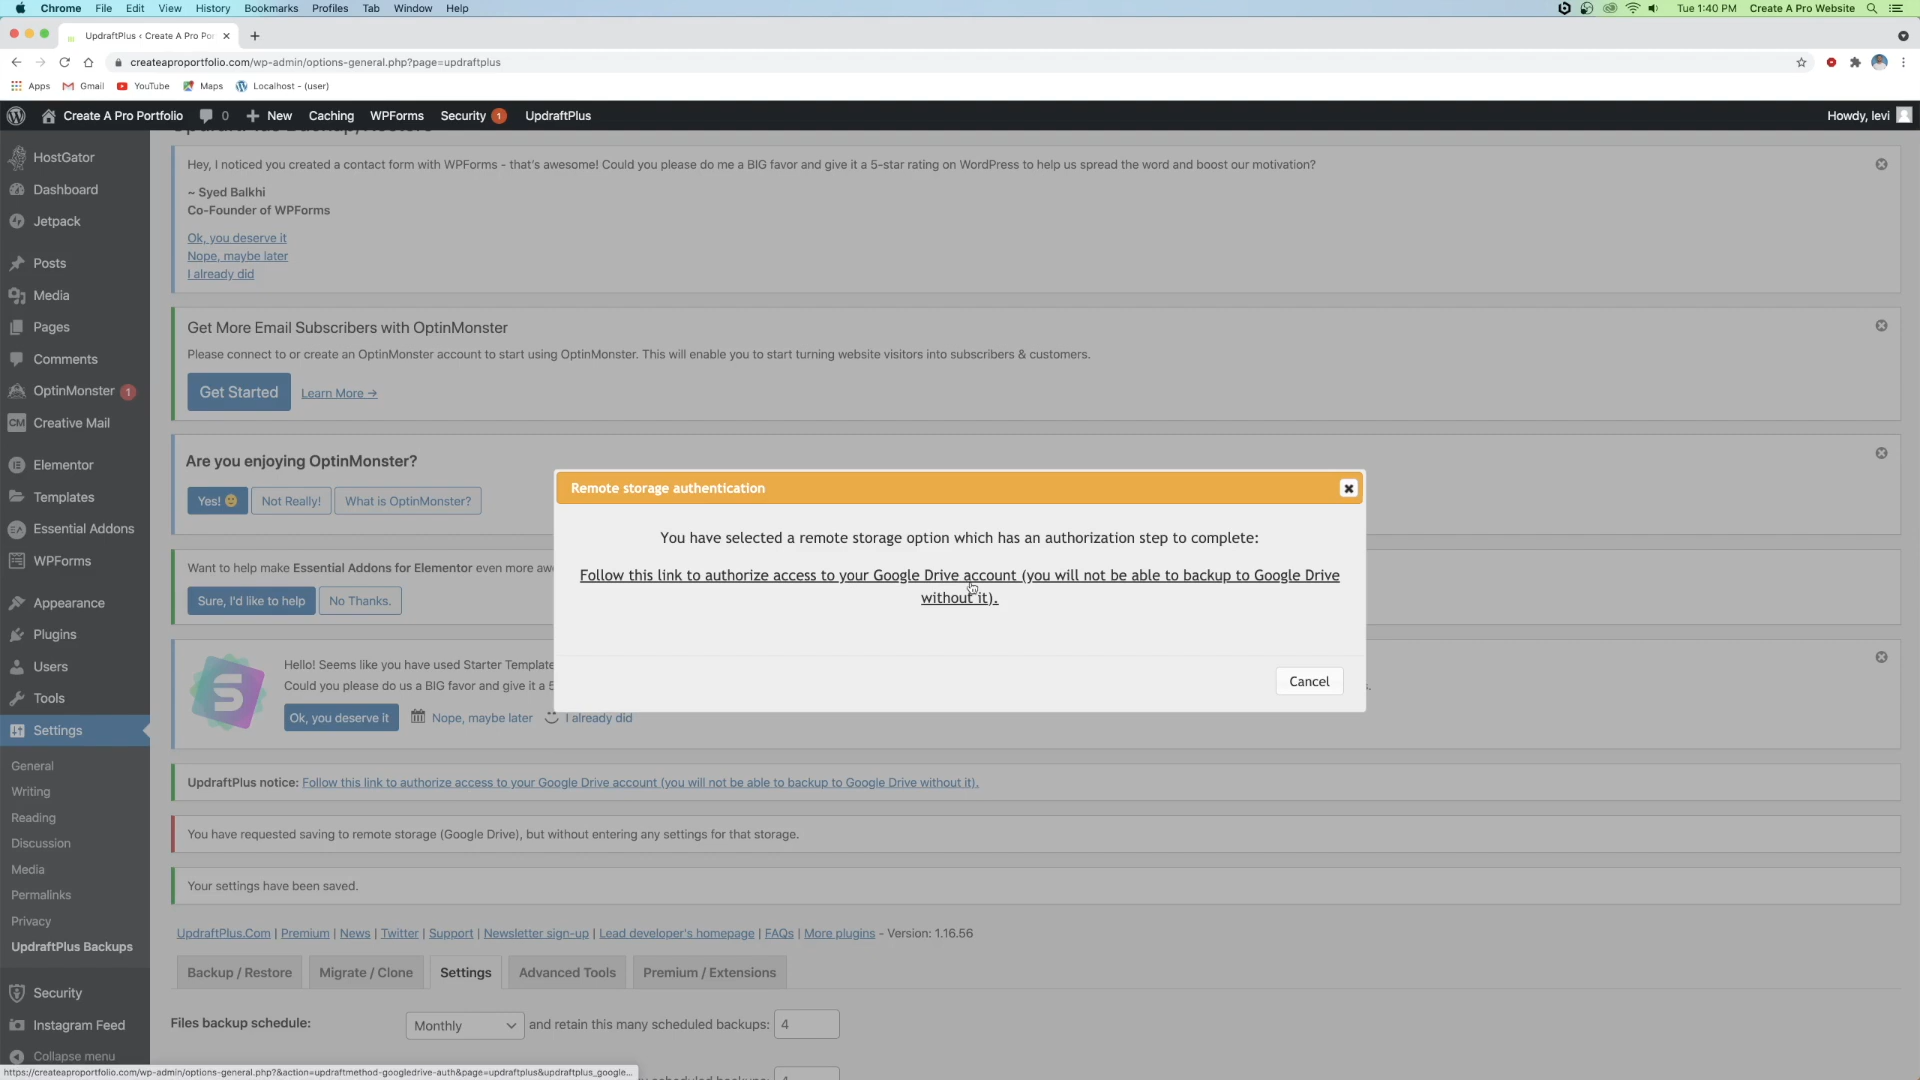 Chrome File Edit View History Bookmarks Profiles Tab Window Help
Tue 1:40 PM Create A Pro Website
UpdraftPlus ‹ Create A Pro Por
createaproportfolio.com/wp-admin/options-general.php?page=updraftplus
Apps Gmail YouTube Maps Localhost - (user)
Create A Pro Portfolio 0 New Caching WPForms Security 1 UpdraftPlus
Howdy, levi
HostGator
Dashboard
Jetpack
Posts
Media
Pages
Comments
OptinMonster 1
CM Creative Mail
Elementor
Templates
EA Essential Addons
WPForms
Appearance
Plugins
Users
Tools
Settings
General
Writing
Reading
Discussion
Media
Permalinks
Privacy
UpdraftPlus Backups
Security
Instagram Feed
Collapse menu
Hey, I noticed you created a contact form with WPForms - that's awesome! Could you please do me a BIG favor and give it a 5-star rating on WordPress to help us spread the word and boost our motivation?
~ Syed Balkhi
Co-Founder of WPForms
Ok, you deserve it
Nope, maybe later
I already did
Get More Email Subscribers with OptinMonster
Please connect to or create an OptinMonster account to start using OptinMonster. This will enable you to start turning website visitors into subscribers & customers.
Get Started Learn More →
Are you enjoying OptinMonster?
Yes! Not Really! What is OptinMonster?
Want to help make Essential Addons for Elementor even more aw
Sure, I'd like to help No Thanks.
Hello! Seems like you have used Starter Template
Could you please do us a BIG favor and give it a 5
Ok, you deserve it Nope, maybe later I already did
Remote storage authentication
You have selected a remote storage option which has an authorization step to complete:
Follow this link to authorize access to your Google Drive account (you will not be able to backup to Google Drive
without it).
Cancel
UpdraftPlus notice: Follow this link to authorize access to your Google Drive account (you will not be able to backup to Google Drive without it).
You have requested saving to remote storage (Google Drive), but without entering any settings for that storage.
Your settings have been saved.
UpdraftPlus.Com | Premium | News | Twitter | Support | Newsletter sign-up | Lead developer's homepage | FAQs | More plugins - Version: 1.16.56
Backup / Restore Migrate / Clone Settings Advanced Tools Premium / Extensions
Files backup schedule: Monthly and retain this many scheduled backups: 4
https://createaproportfolio.com/wp-admin/options-general.php?&action=updraftmethod-googledrive-auth&page=updraftplus&updraftplus_google...